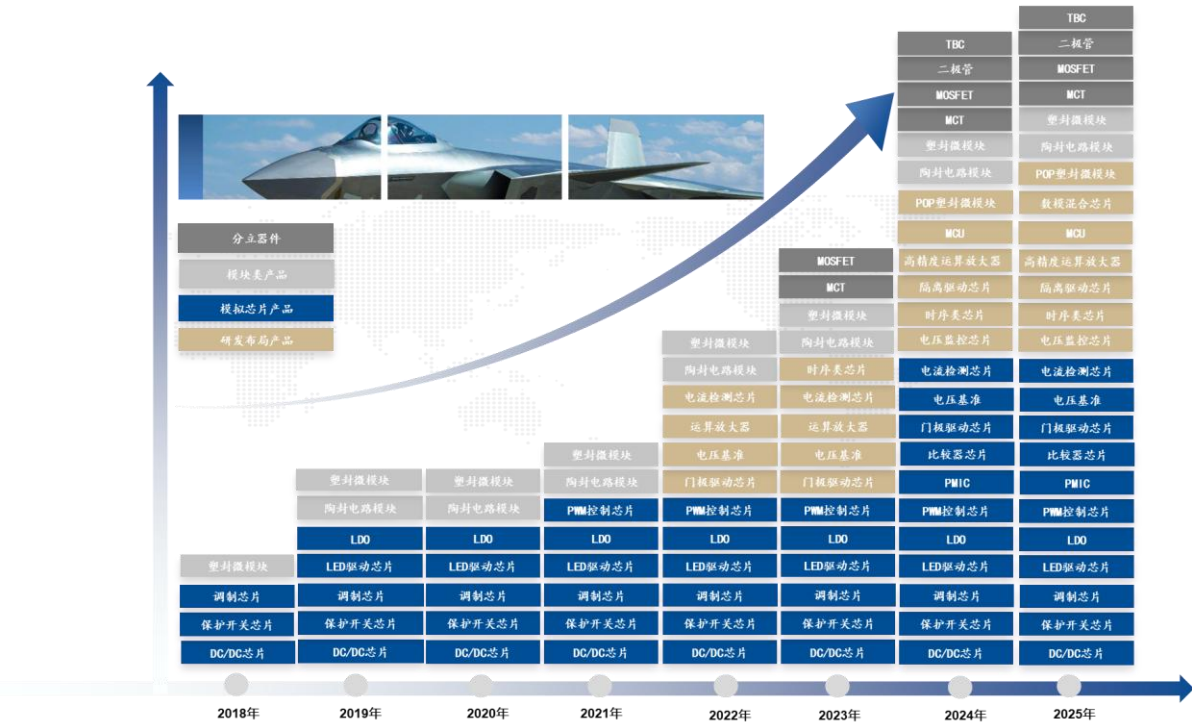 分立器件
模块类产品
模拟芯片产品
研发布局产品
塑封微模块
调制芯片
保护开关芯片
DC/DC芯片
2018年
塑封微模块
陶封电路模块
LDO
LED驱动芯片
调制芯片
保护开关芯片
DC/DC芯片
2019年
塑封微模块
陶封电路模块
LDO
LED驱动芯片
调制芯片
保护开关芯片
DC/DC芯片
2020年
塑封微模块
陶封电路模块
PWM控制芯片
LDO
LED驱动芯片
调制芯片
保护开关芯片
DC/DC芯片
2021年
塑封微模块
陶封电路模块
电流检测芯片
运算放大器
电压基准
门极驱动芯片
PWM控制芯片
LDO
LED驱动芯片
调制芯片
保护开关芯片
DC/DC芯片
2022年
MOSFET
MCT
塑封微模块
陶封电路模块
时序类芯片
电流检测芯片
运算放大器
电压基准
门极驱动芯片
PWM控制芯片
LDO
LED驱动芯片
调制芯片
保护开关芯片
DC/DC芯片
2023年
TBC
二极管
MOSFET
MCT
塑封微模块
陶封电路模块
POP塑封微模块
MCU
高精度运算放大器
隔离驱动芯片
时序类芯片
电压监控芯片
电流检测芯片
电压基准
门极驱动芯片
比较器芯片
PMIC
PWM控制芯片
LDO
LED驱动芯片
调制芯片
保护开关芯片
DC/DC芯片
2024年
TBC
二极管
MOSFET
MCT
塑封微模块
陶封电路模块
POP塑封微模块
数模混合芯片
MCU
高精度运算放大器
隔离驱动芯片
时序类芯片
电压监控芯片
电流检测芯片
电压基准
门极驱动芯片
比较器芯片
PMIC
PWM控制芯片
LDO
LED驱动芯片
调制芯片
保护开关芯片
DC/DC芯片
2025年